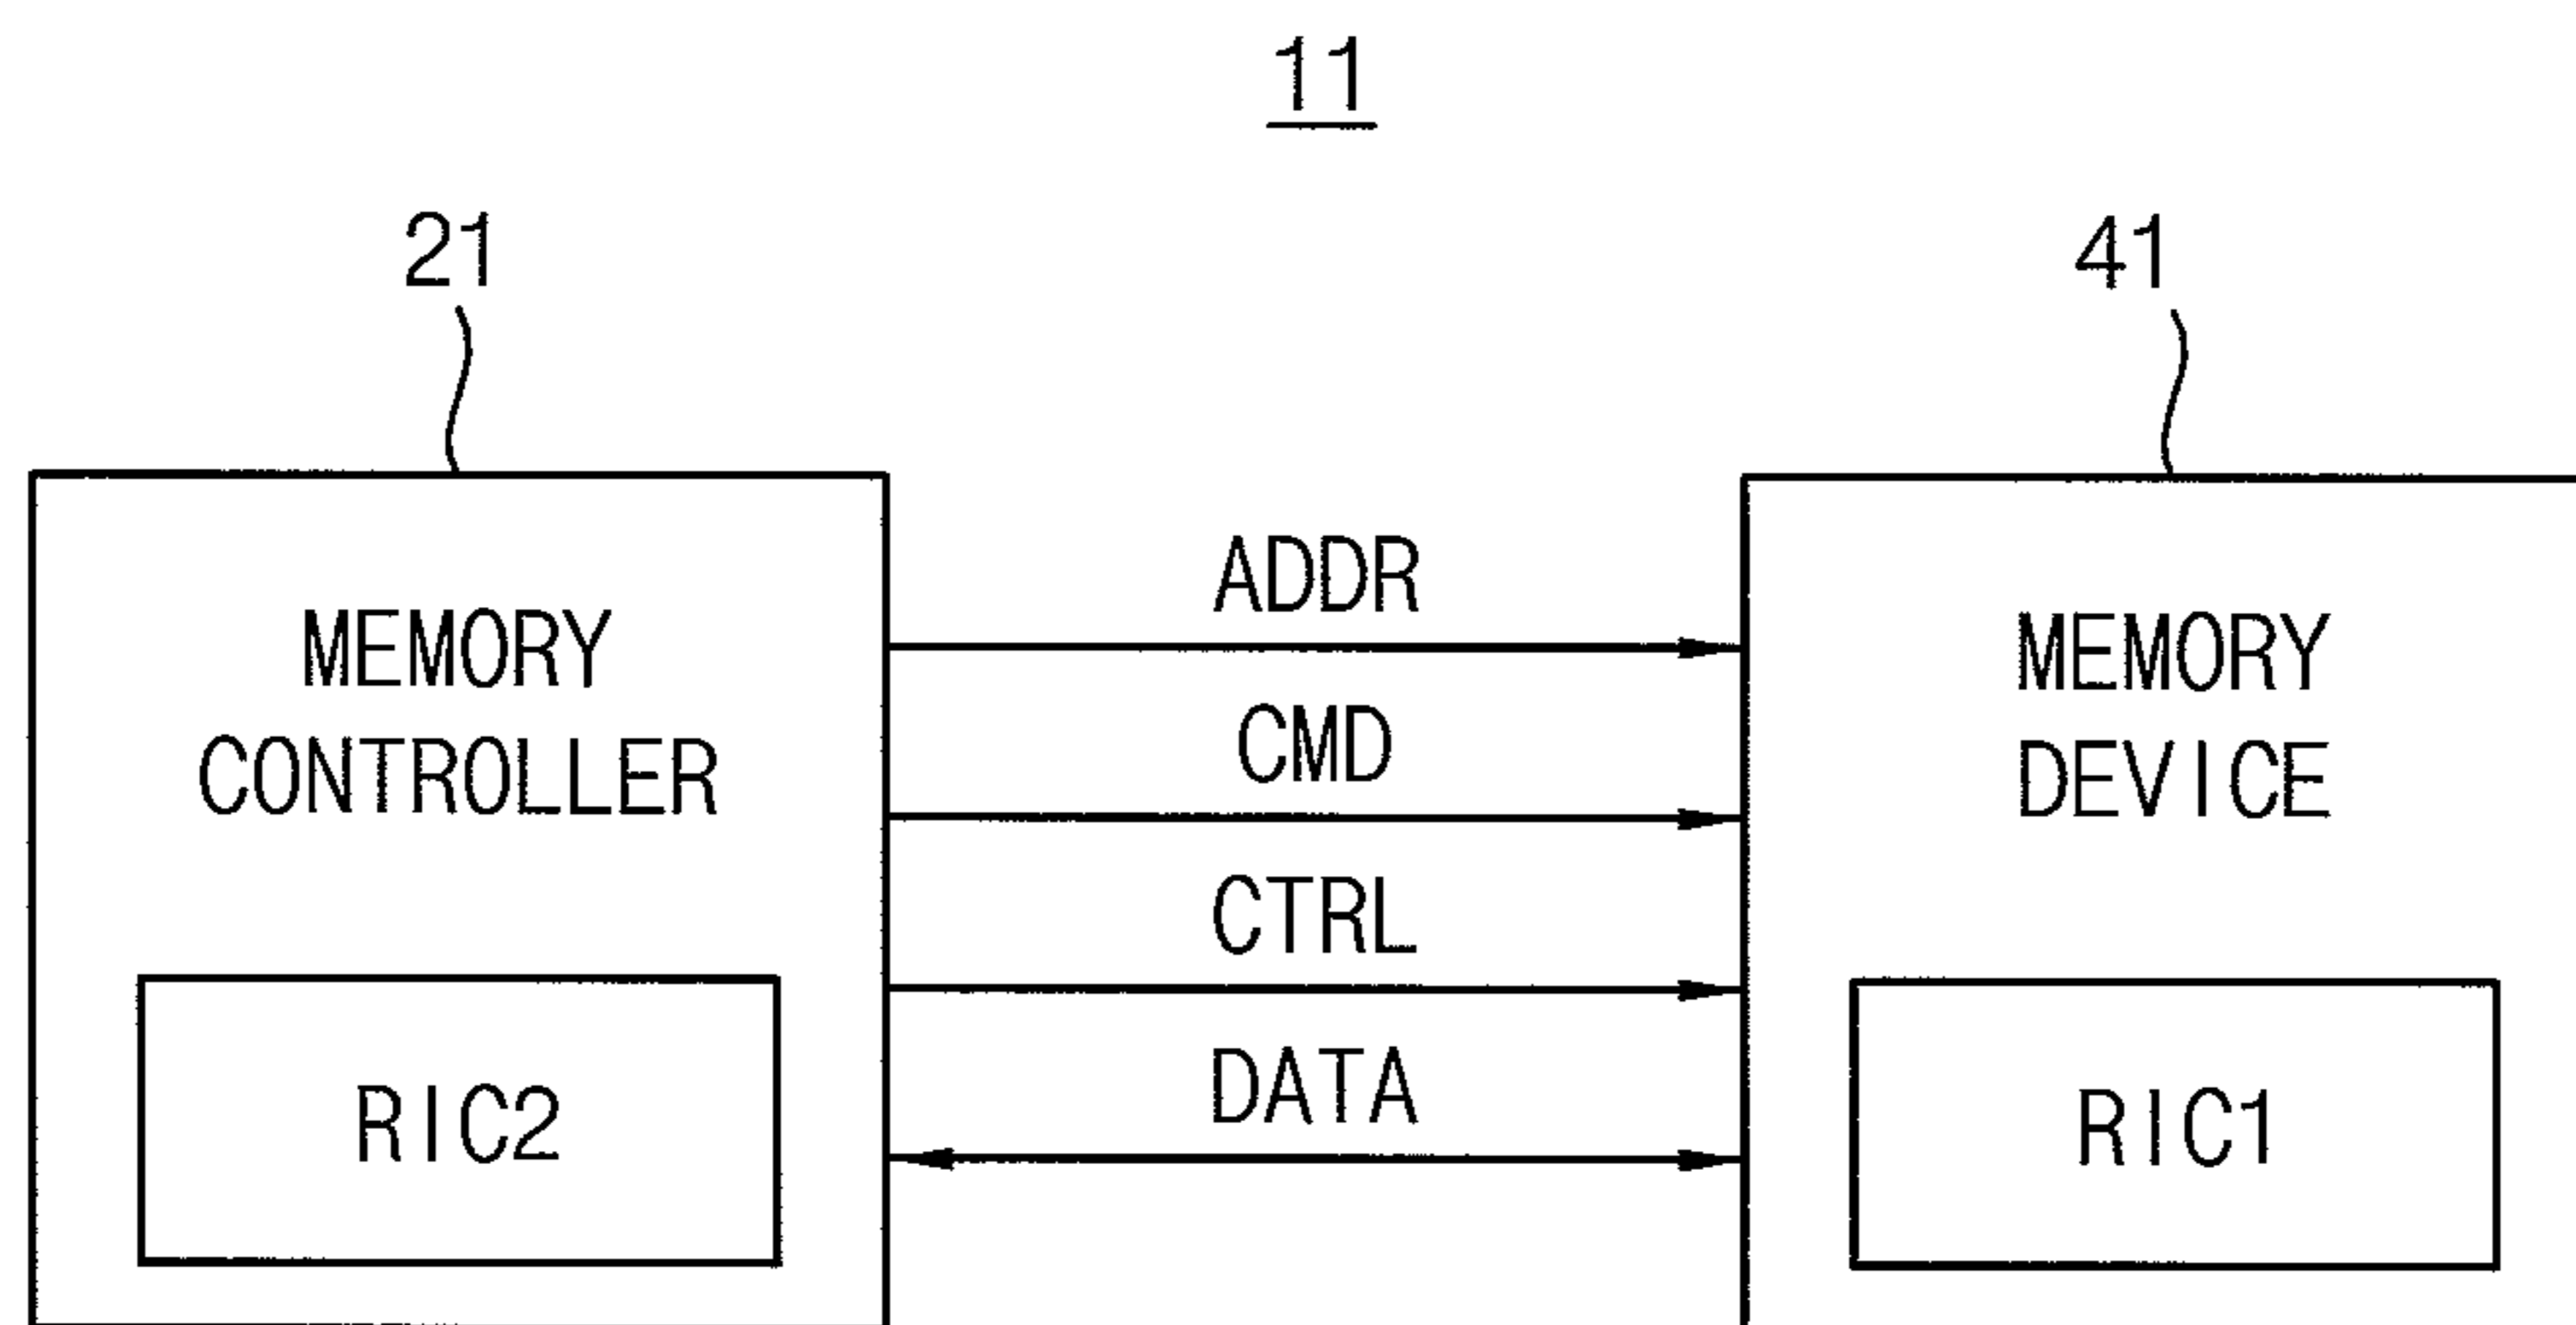 11
21
41
MEMORY
CONTROLLER
ADDR
CMD
CTRL
DATA
MEMORY
DEVICE
RIC2
RIC1